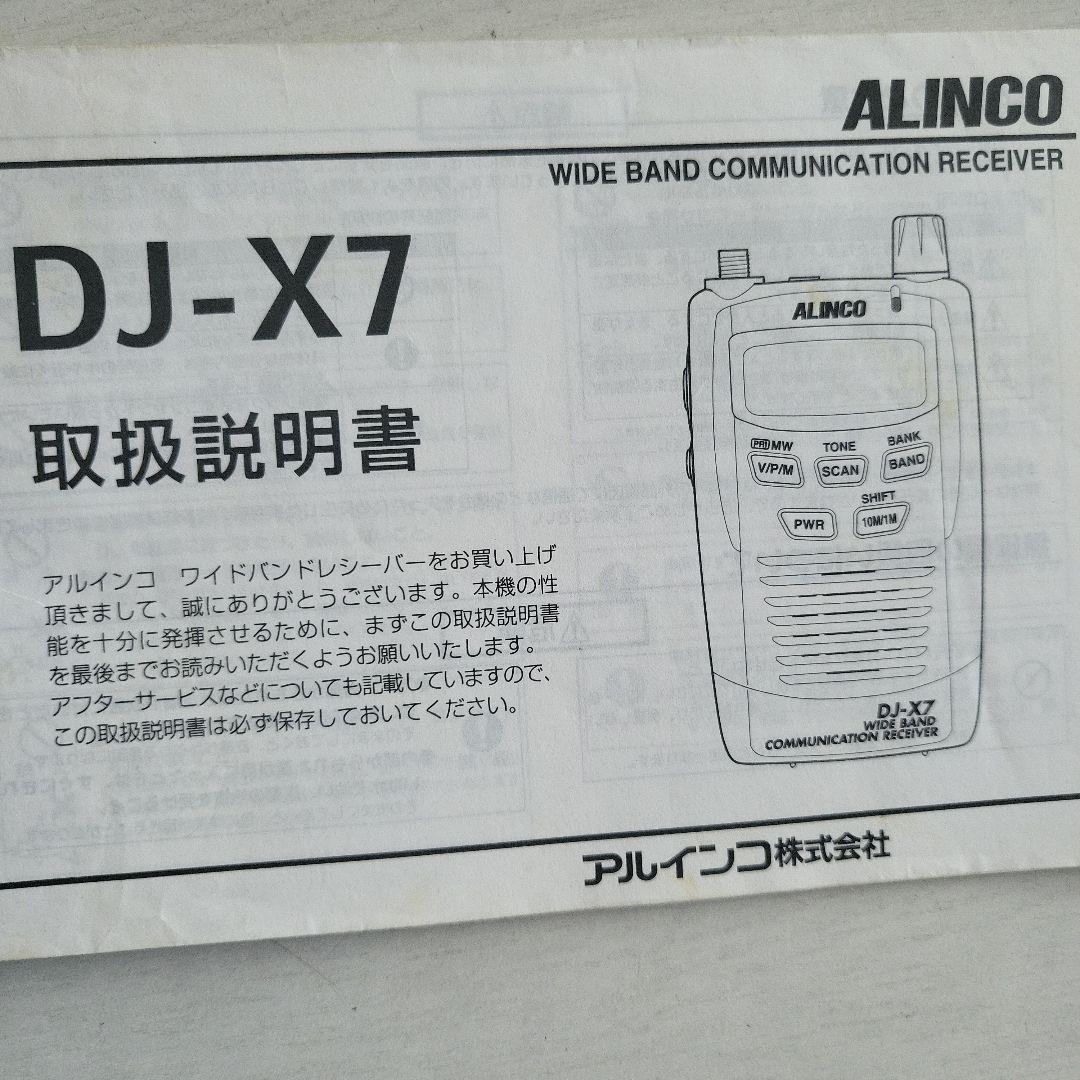 ALINCO
WIDE BAND COMMUNICATION RECEIVER
DJ-X7
取扱説明書
アルインコ　ワイドバンドレシーバーをお買い上げ
頂きまして、誠にありがとうございます。本機の性
能を十分に発揮させるために、まずこの取扱説明書
を最後までお読みいただくようお願いいたします。
アフターサービスなどについても記載していますので、
この取扱説明書は必ず保存しておいてください。
ALINCO
PRI MW TONE BANK
V/P/M SCAN BAND
SHIFT
PWR 10M/1M
DJ-X7
WIDE BAND
COMMUNICATION RECEIVER
アルインコ株式会社